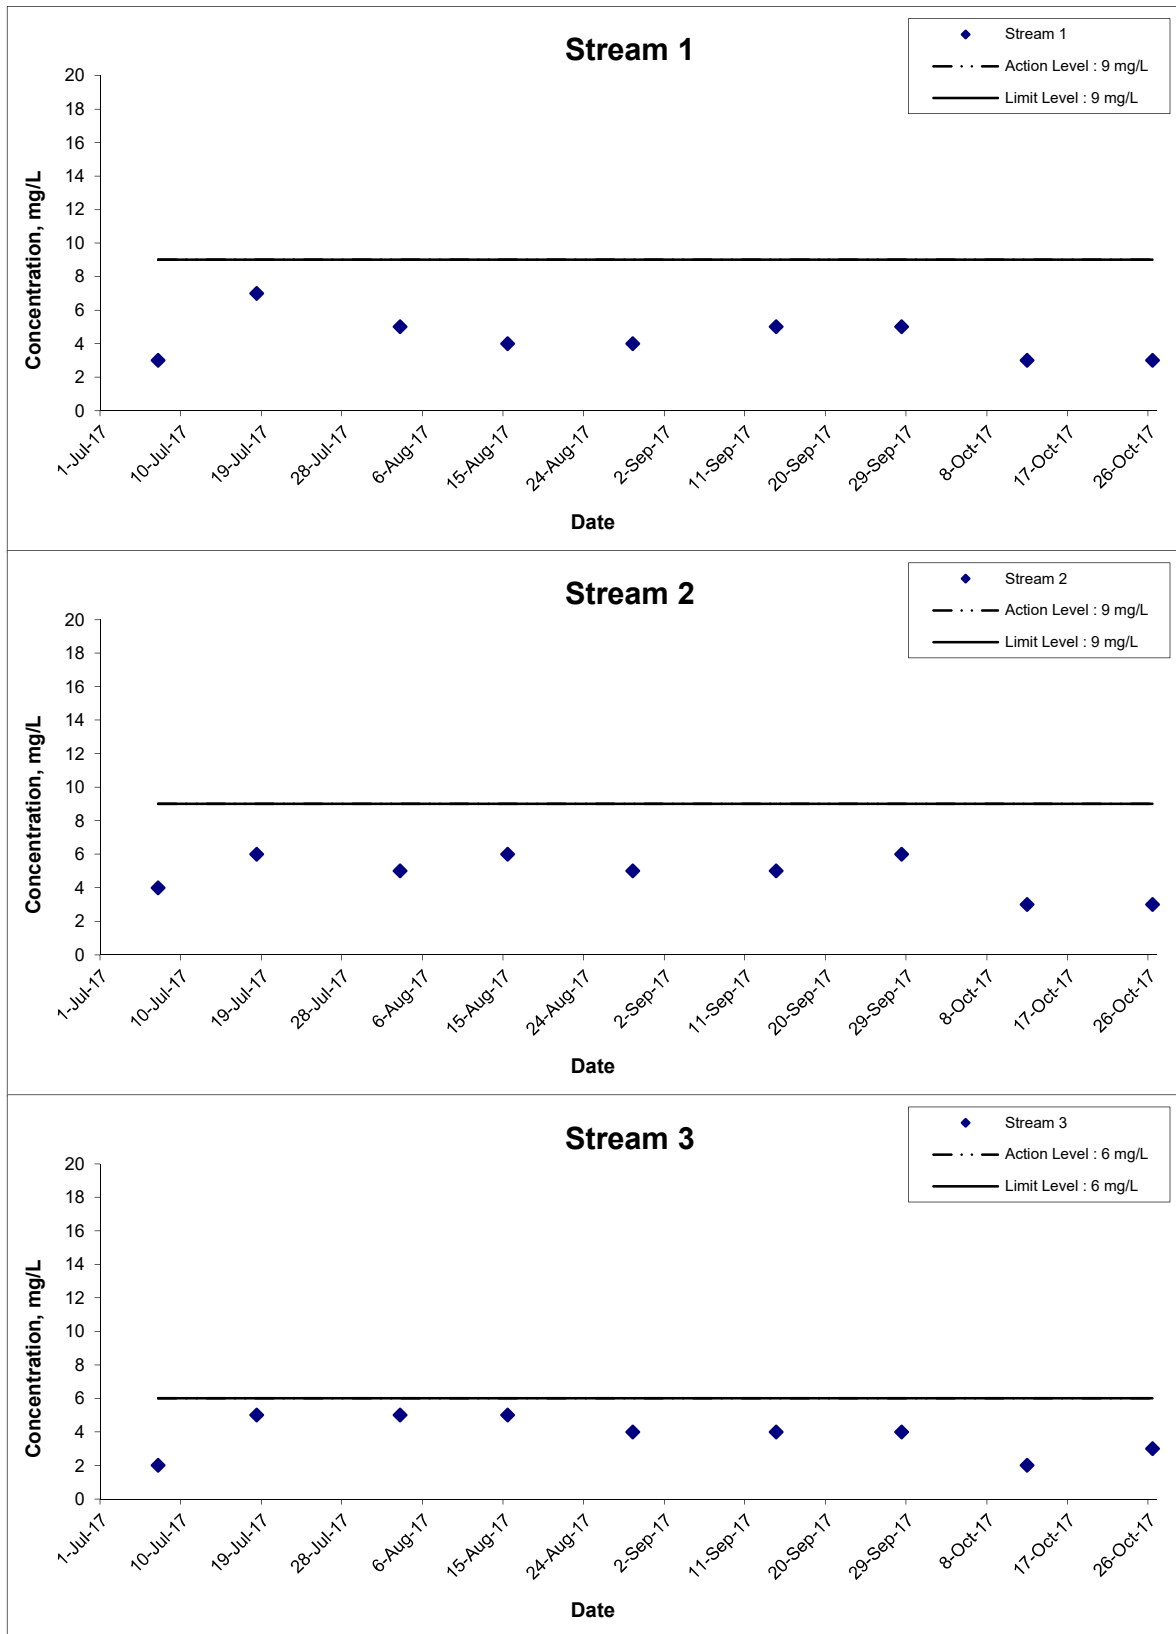 Stream 1
Stream 1
Action Level : 9 mg/L
Limit Level : 9 mg/L
Concentration, mg/L
20
18
16
14
12
10
8
6
4
2
0
1-Jul-17
10-Jul-17
19-Jul-17
28-Jul-17
6-Aug-17
15-Aug-17
24-Aug-17
2-Sep-17
11-Sep-17
20-Sep-17
29-Sep-17
8-Oct-17
17-Oct-17
26-Oct-17
Date
Stream 2
Stream 2
Action Level : 9 mg/L
Limit Level : 9 mg/L
Concentration, mg/L
20
18
16
14
12
10
8
6
4
2
0
1-Jul-17
10-Jul-17
19-Jul-17
28-Jul-17
6-Aug-17
15-Aug-17
24-Aug-17
2-Sep-17
11-Sep-17
20-Sep-17
29-Sep-17
8-Oct-17
17-Oct-17
26-Oct-17
Date
Stream 3
Stream 3
Action Level : 6 mg/L
Limit Level : 6 mg/L
Concentration, mg/L
20
18
16
14
12
10
8
6
4
2
0
1-Jul-17
10-Jul-17
19-Jul-17
28-Jul-17
6-Aug-17
15-Aug-17
24-Aug-17
2-Sep-17
11-Sep-17
20-Sep-17
29-Sep-17
8-Oct-17
17-Oct-17
26-Oct-17
Date